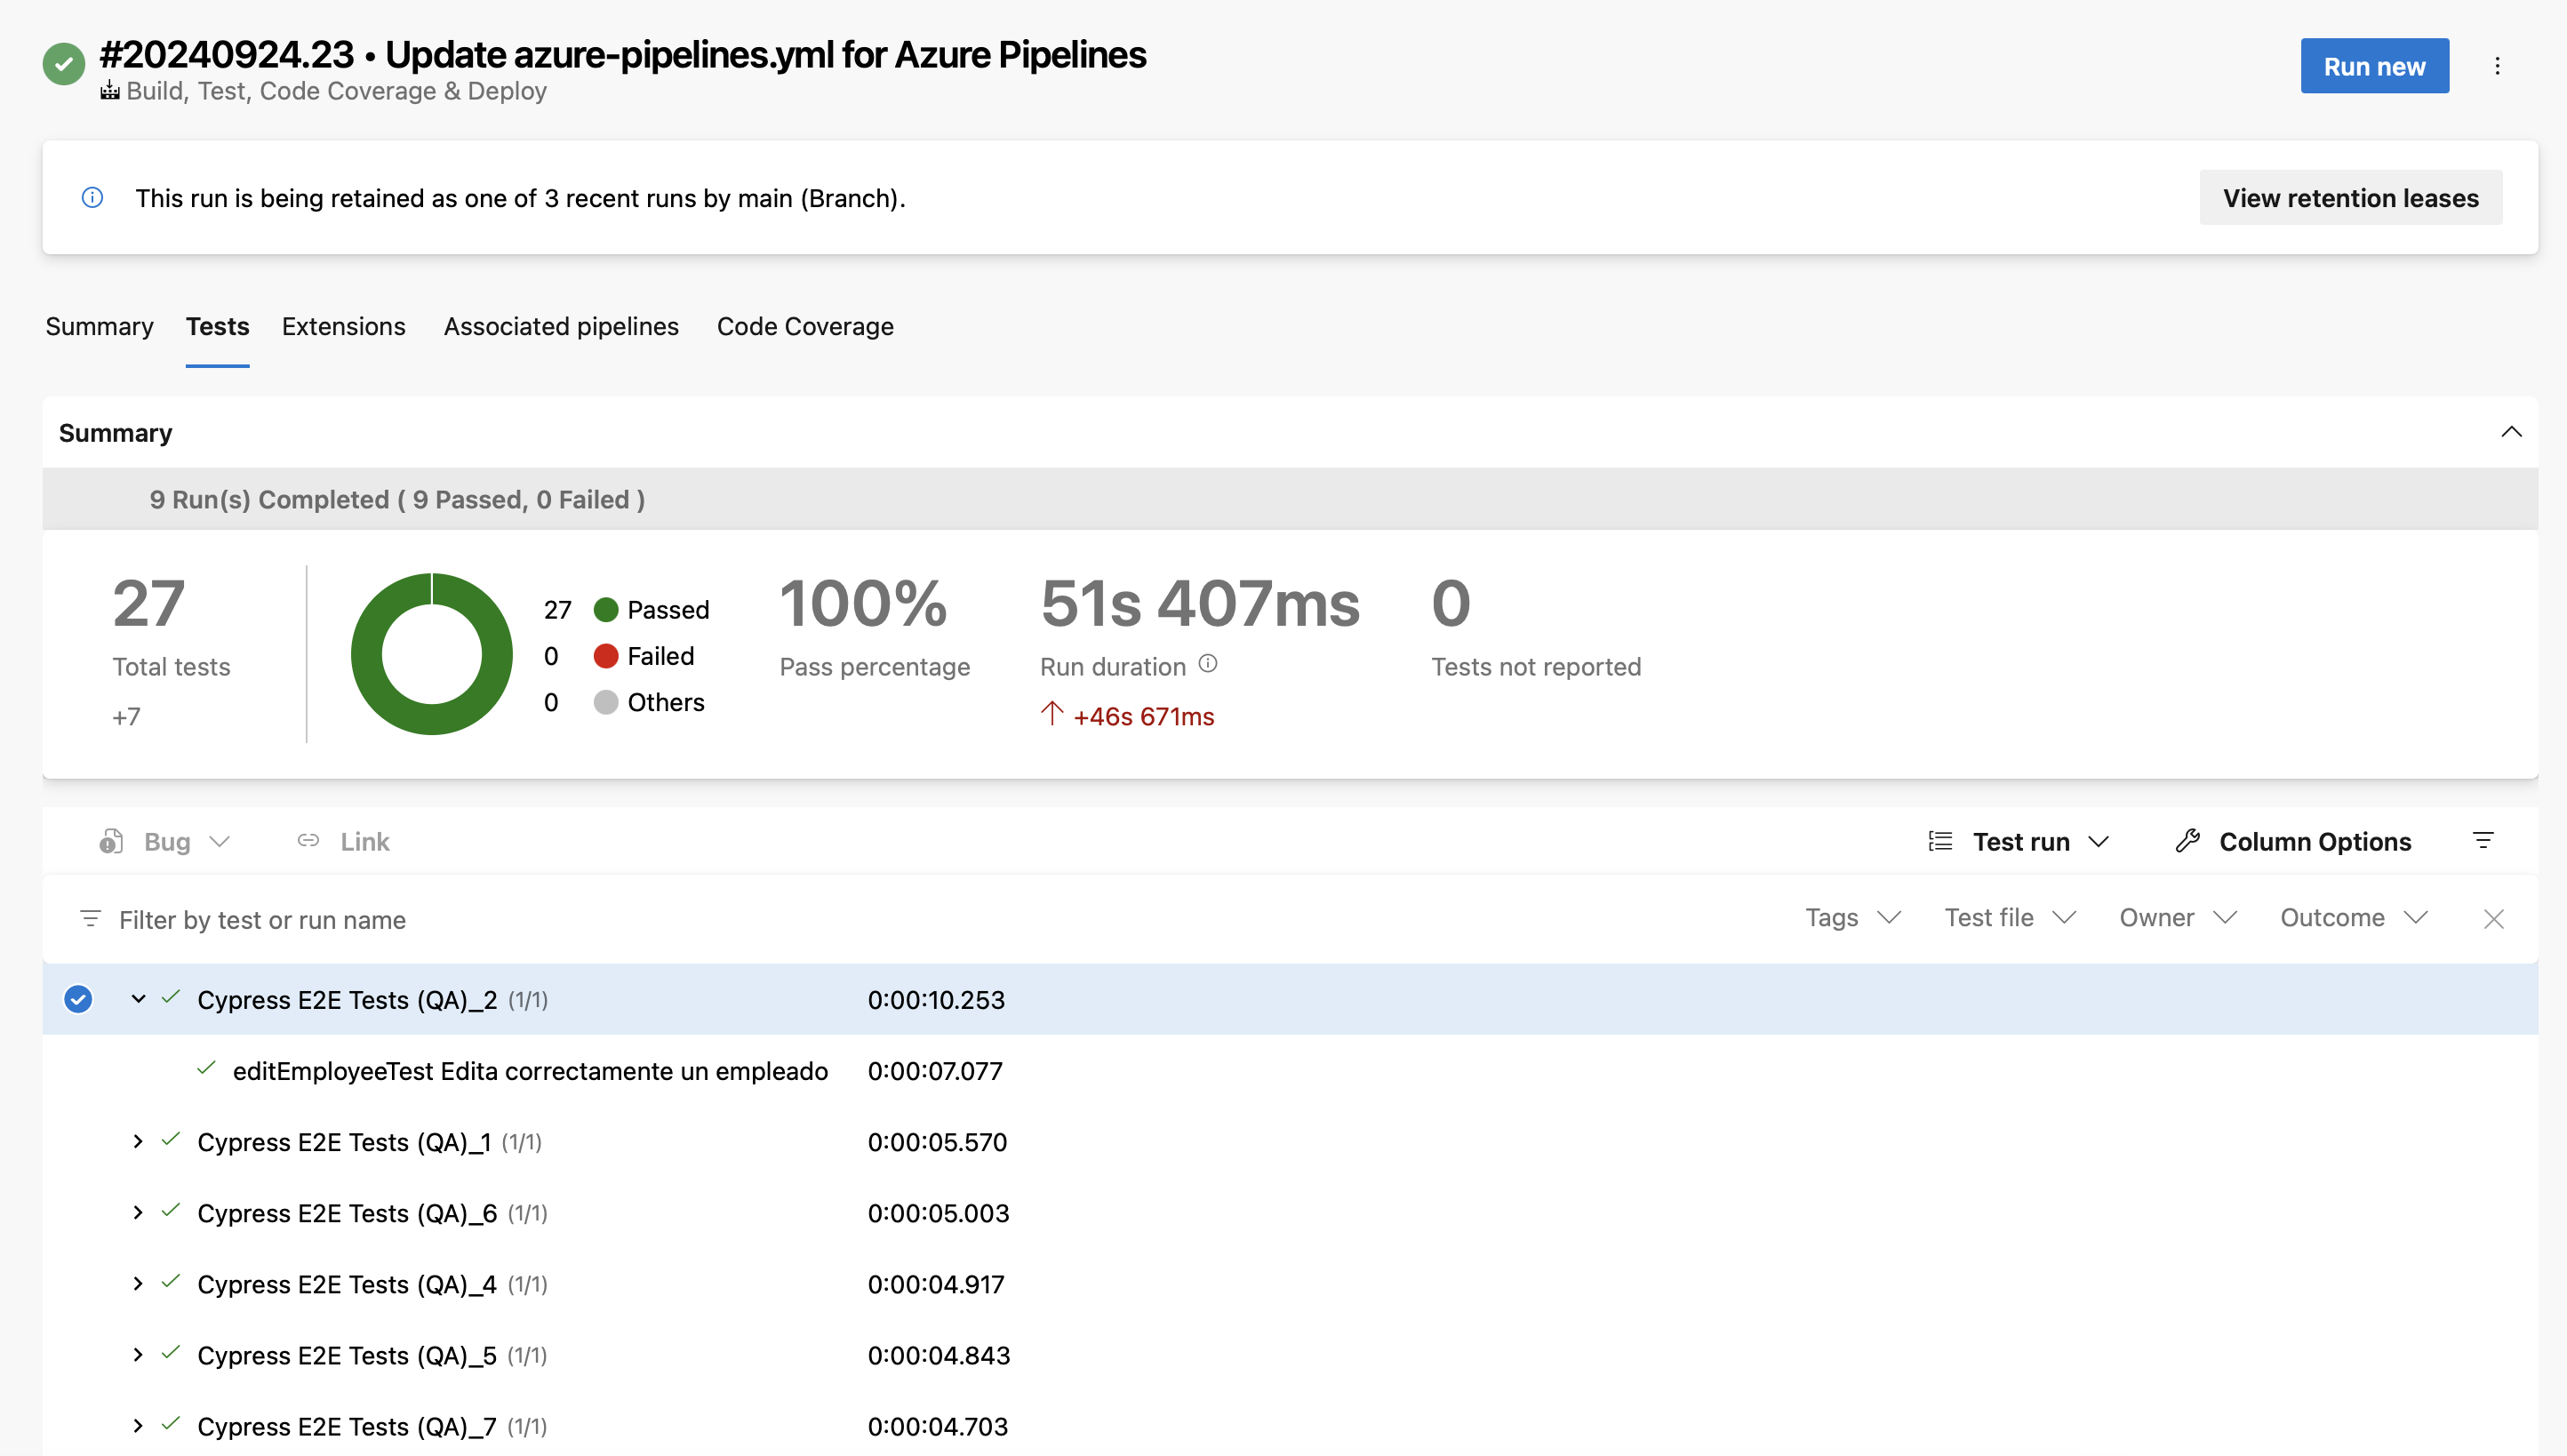 #20240924.23 • Update azure-pipelines.yml for Azure Pipelines
Build, Test, Code Coverage & Deploy
Run new
This run is being retained as one of 3 recent runs by main (Branch).
View retention leases
Summary Tests Extensions Associated pipelines Code Coverage
Summary
9 Run(s) Completed ( 9 Passed, 0 Failed )
27
Total tests
+7
27 Passed
0 Failed
0 Others
100%
Pass percentage
51s 407ms
Run duration
+46s 671ms
0
Tests not reported
Bug Link Test run Column Options
Filter by test or run name Tags Test file Owner Outcome
Cypress E2E Tests (QA)_2 (1/1) 0:00:10.253
editEmployeeTest Edita correctamente un empleado 0:00:07.077
Cypress E2E Tests (QA)_1 (1/1) 0:00:05.570
Cypress E2E Tests (QA)_6 (1/1) 0:00:05.003
Cypress E2E Tests (QA)_4 (1/1) 0:00:04.917
Cypress E2E Tests (QA)_5 (1/1) 0:00:04.843
Cypress E2E Tests (QA)_7 (1/1) 0:00:04.703